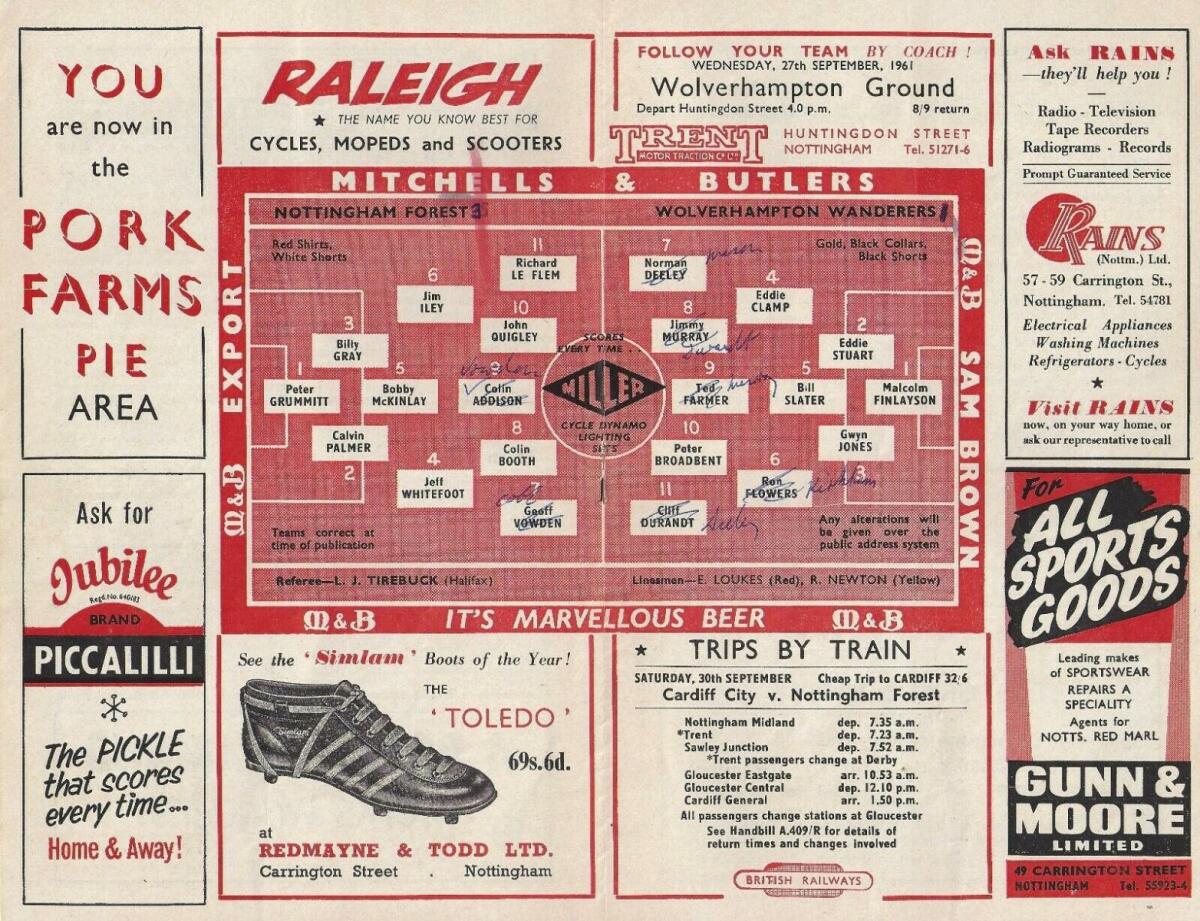 YOU
are now in
the
PORK
FARMS
PIE
AREA
Ask for
Jubilee
Regd. No. 640183
BRAND
PICCALILLI
The PICKLE
that scores
every time...
Home & Away!
RALEIGH
★ THE NAME YOU KNOW BEST FOR
CYCLES, MOPEDS and SCOOTERS
FOLLOW YOUR TEAM BY COACH !
WEDNESDAY, 27th SEPTEMBER, 1961
Wolverhampton Ground
Depart Huntingdon Street 4.0 p.m. 8/9 return
TRENT
MOTOR TRACTION Co LTD
HUNTINGDON STREET
NOTTINGHAM Tel. 51271-6
MITCHELLS & BUTLERS
M&B EXPORT
M&B SAM BROWN
NOTTINGHAM FOREST 3
WOLVERHAMPTON WANDERERS 1
Red Shirts,
White Shorts
Gold, Black Collars,
Black Shorts
11
Richard
LE FLEM
7
Norman
DEELEY
mason
6
Jim
ILEY
4
Eddie
CLAMP
10
John
QUIGLEY
8
Jimmy
MURRAY
Durandt
3
Billy
GRAY
2
Eddie
STUART
SCORES
EVERY TIME . .
MILLER
CYCLE DYNAMO
LIGHTING
SETS
1
Peter
GRUMMITT
5
Bobby
McKINLAY
Vowden
9
Colin
ADDISON
9
Ted
FARMER
5
Bill
SLATER
1
Malcolm
FINLAYSON
Calvin
PALMER
2
8
Colin
BOOTH
10
Peter
BROADBENT
Gwyn
JONES
3
4
Jeff
WHITEFOOT
6
Ron
FLOWERS
Kirkham
7
Geoff
VOWDEN
11
Cliff
DURANDT
Deeley
Teams correct at
time of publication
Any alterations will
be given over the
public address system
Referee—L. J. TIREBUCK (Halifax)
Linesmen—E. LOUKES (Red), R. NEWTON (Yellow)
M&B IT'S MARVELLOUS BEER M&B
See the 'Simlam' Boots of the Year!
THE
'TOLEDO'
69s.6d.
Simlam
at
REDMAYNE & TODD LTD.
Carrington Street . Nottingham
★ TRIPS BY TRAIN ★
SATURDAY, 30th SEPTEMBER Cheap Trip to CARDIFF 32/6
Cardiff City v. Nottingham Forest
Nottingham Midland dep. 7.35 a.m.
*Trent dep. 7.23 a.m.
Sawley Junction dep. 7.52 a.m.
*Trent passengers change at Derby
Gloucester Eastgate arr. 10.53 a.m.
Gloucester Central dep. 12.10 p.m.
Cardiff General arr. 1.50 p.m.
All passengers change stations at Gloucester
See Handbill A.409/R for details of
return times and changes involved
BRITISH RAILWAYS
Ask RAINS
—they'll help you !
Radio - Television
Tape Recorders
Radiograms - Records
Prompt Guaranteed Service
RAINS
(Nottm.) Ltd.
57-59 Carrington St.,
Nottingham. Tel. 54781
Electrical Appliances
Washing Machines
Refrigerators - Cycles
★
Visit RAINS
now, on your way home, or
ask our representative to call
For
ALL
SPORTS
GOODS
Leading makes
of SPORTSWEAR
REPAIRS A
SPECIALITY
Agents for
NOTTS. RED MARL
GUNN &
MOORE
LIMITED
49 CARRINGTON STREET
NOTTINGHAM Tel. 55923-4